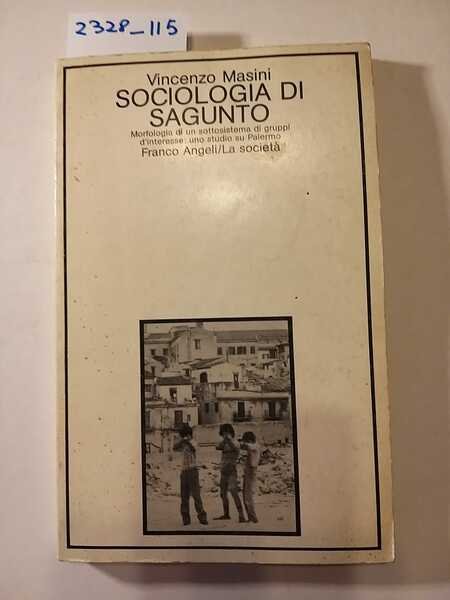 2328_115
Vincenzo Masini
SOCIOLOGIA DI
SAGUNTO
Morfologia di un sottosistema di gruppi
d'interesse: uno studio su Palermo
Franco Angeli/La società